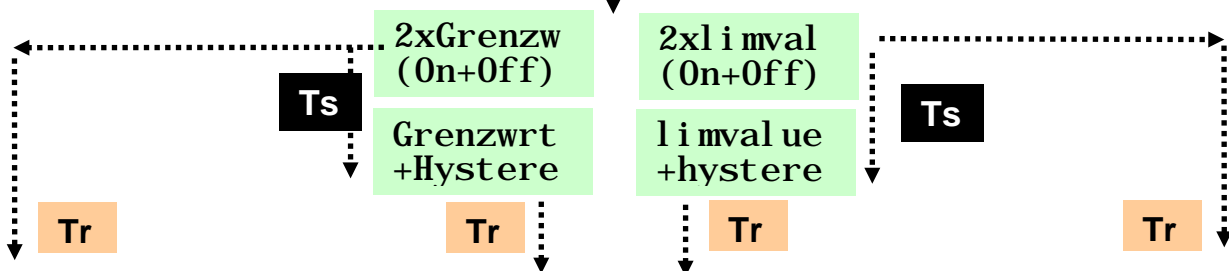 2xGrenzw
(On+Off)
2xlimval
(On+Off)
Ts
Ts
Grenzwrt
+Hystere
limvalue
+hystere
Tr
Tr
Tr
Tr